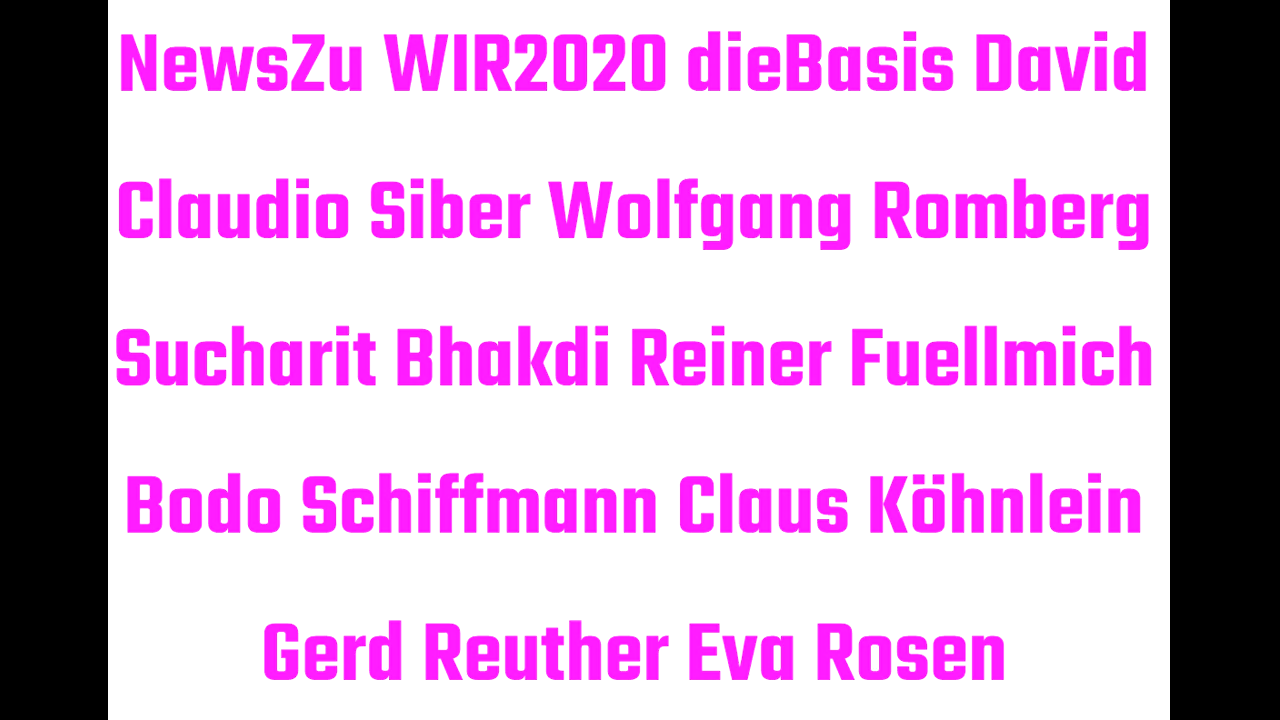 NewsZu WIR2020 dieBasis David
Claudio Siber Wolfgang Romberg
Sucharit Bhakdi Reiner Fuellmich
Bodo Schiffmann Claus Köhnlein
Gerd Reuther Eva Rosen